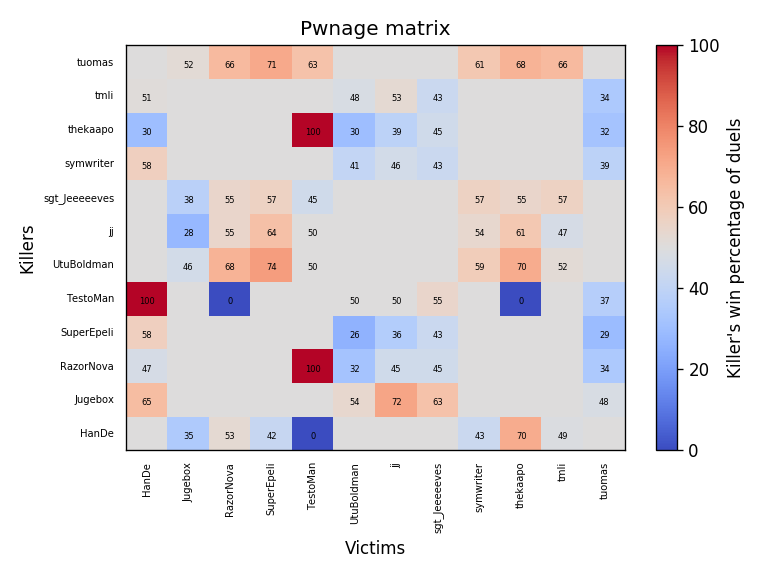 Pwnage matrix
tuomas 52 66 71 63 61 68 66
tmli 51 48 53 43 34
thekaapo 30 100 30 39 45 32
symwriter 58 41 46 43 39
sgt_Jeeeeeves 38 55 57 45 57 55 57
jj 28 55 64 50 54 61 47
UtuBoldman 46 68 74 50 59 70 52
TestoMan 100 0 50 50 55 0 37
SuperEpeli 58 26 36 43 29
RazorNova 47 100 32 45 45 34
Jugebox 65 54 72 63 48
HanDe 35 53 42 0 43 70 49
HanDe Jugebox RazorNova SuperEpeli TestoMan UtuBoldman jj sgt_Jeeeeeves symwriter thekaapo tmli tuomas
Victims
Killers
100
80
60
40
20
0
Killer's win percentage of duels